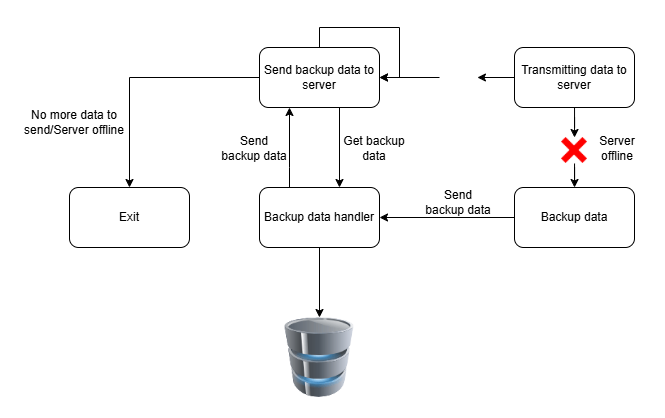 Send backup data to
server
Transmitting data to
server
No more data to
send/Server offline
Send
backup data
Get backup
data
Server
offline
Exit
Backup data handler
Send
backup data
Backup data